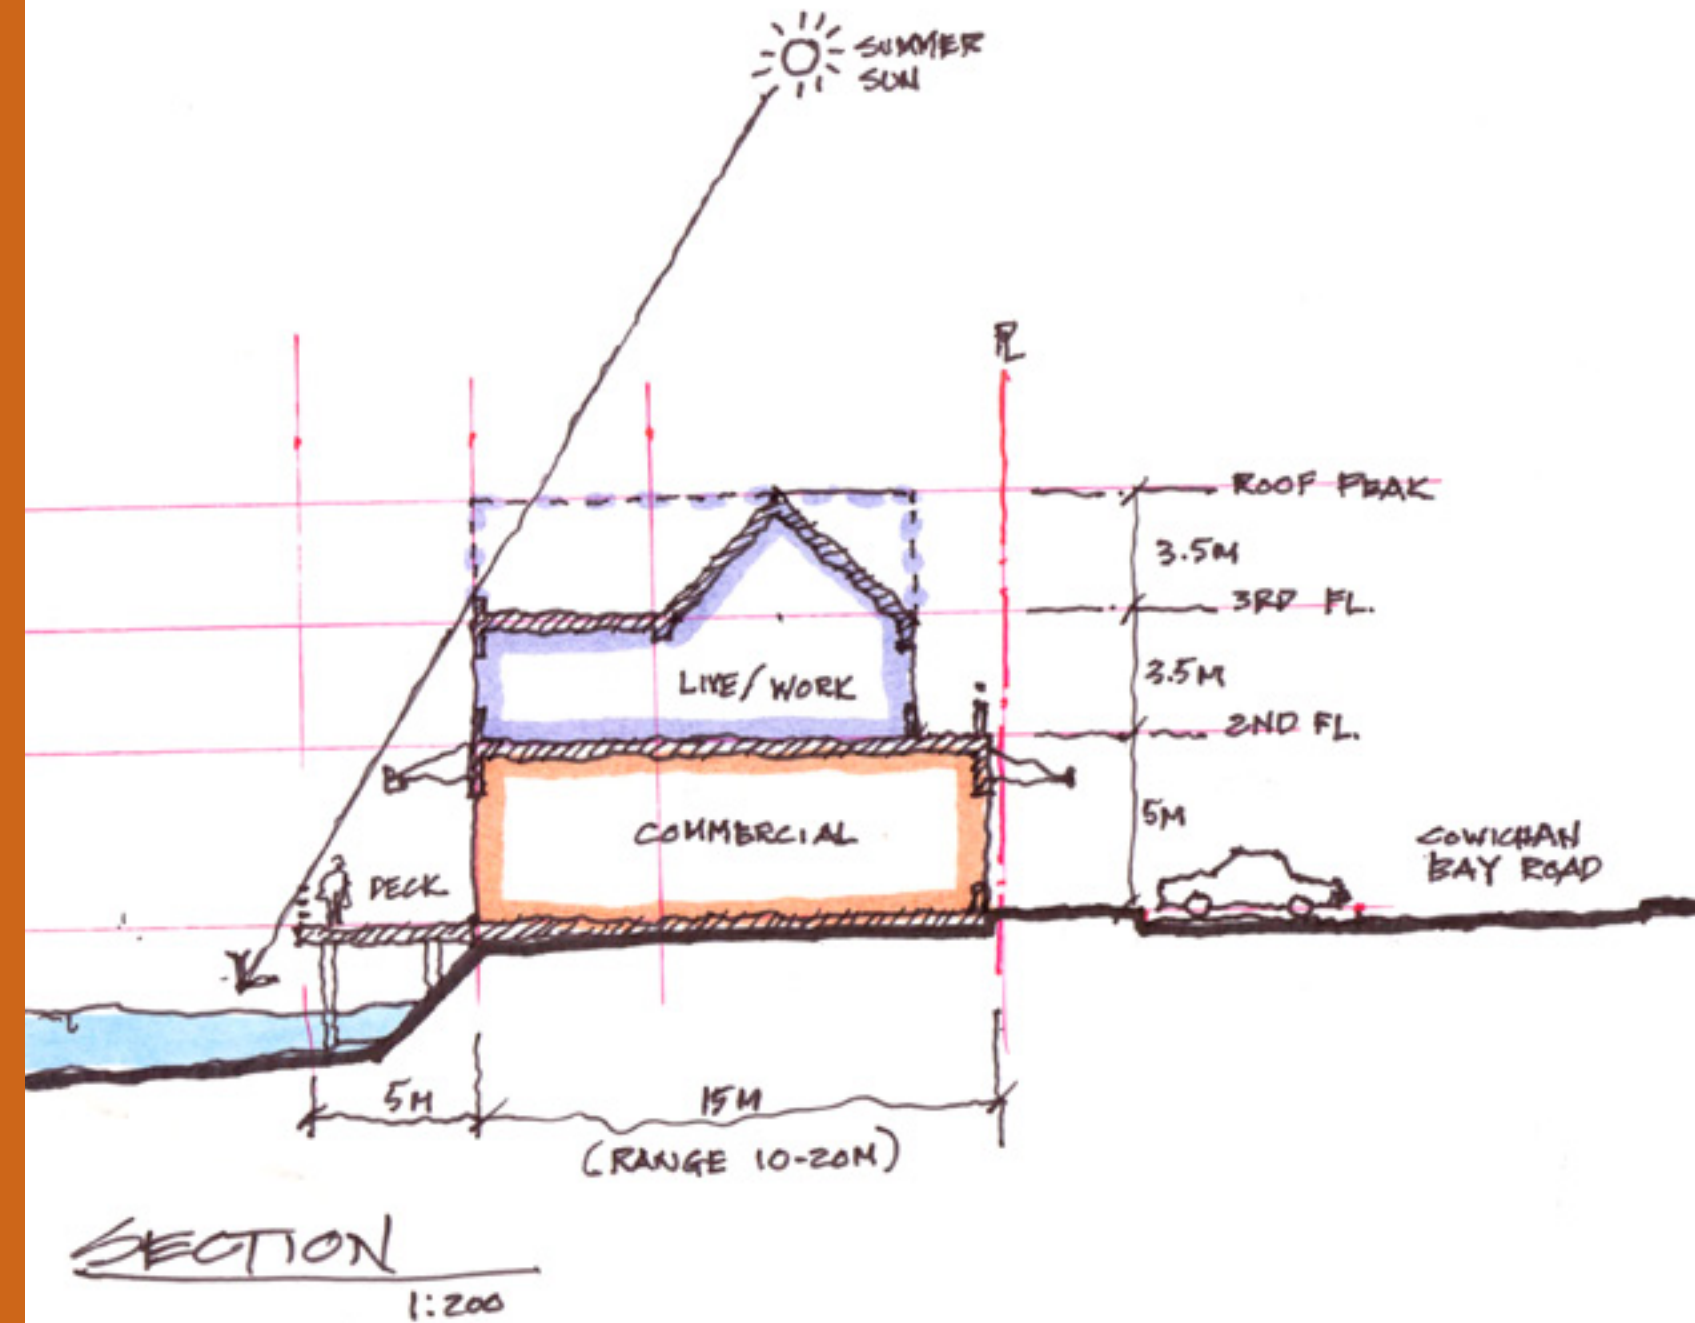 SUMMER
SUN
PL
ROOF PEAK
3.5M
3RD FL.
3.5M
LIVE/WORK
2ND FL.
5M
COMMERCIAL
COWICHAN
BAY ROAD
DECK
5M
15M
(RANGE 10-20M)
SECTION
1:200